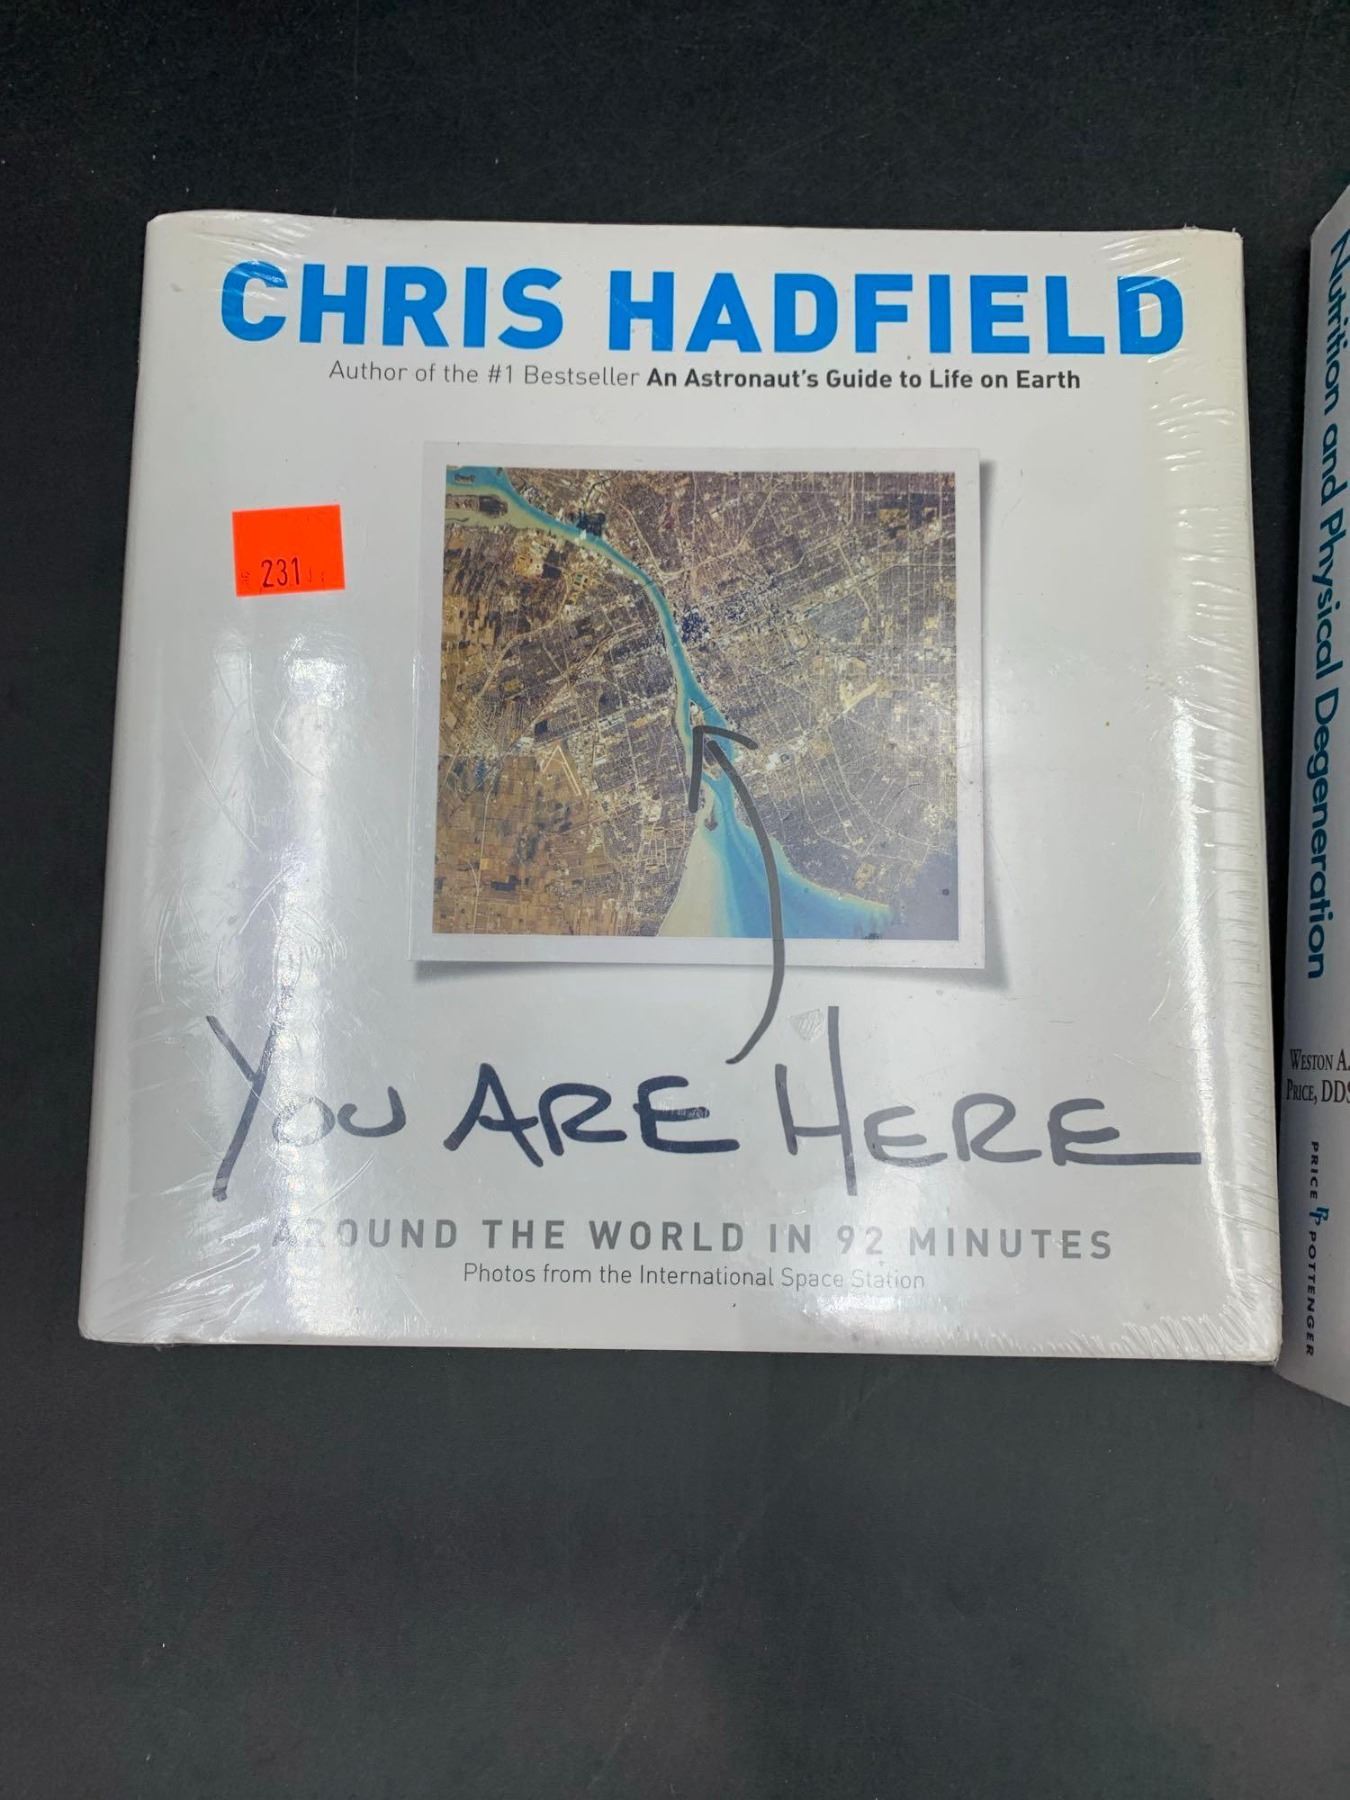 CHRIS HADFIELD
Author of the #1 Bestseller An Astronaut's Guide to Life on Earth
231
YOU ARE HERE
AROUND THE WORLD IN 92 MINUTES
Photos from the International Space Station
Nutrition and Physical Degeneration
WESTON A.
PRICE, DDS
PRICE PP POTTENGER